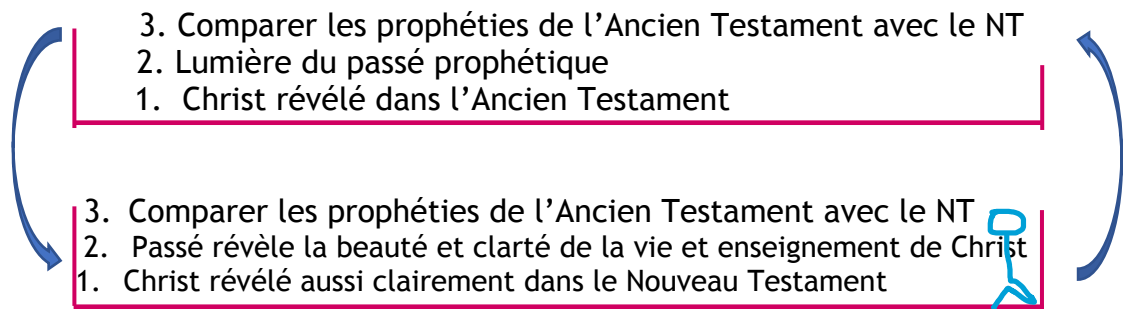 3. Comparer les prophéties de l’Ancien Testament avec le NT
2. Lumière du passé prophétique
1. Christ révélé dans l’Ancien Testament
3. Comparer les prophéties de l’Ancien Testament avec le NT
2. Passé révèle la beauté et clarté de la vie et enseignement de Christ
1. Christ révélé aussi clairement dans le Nouveau Testament